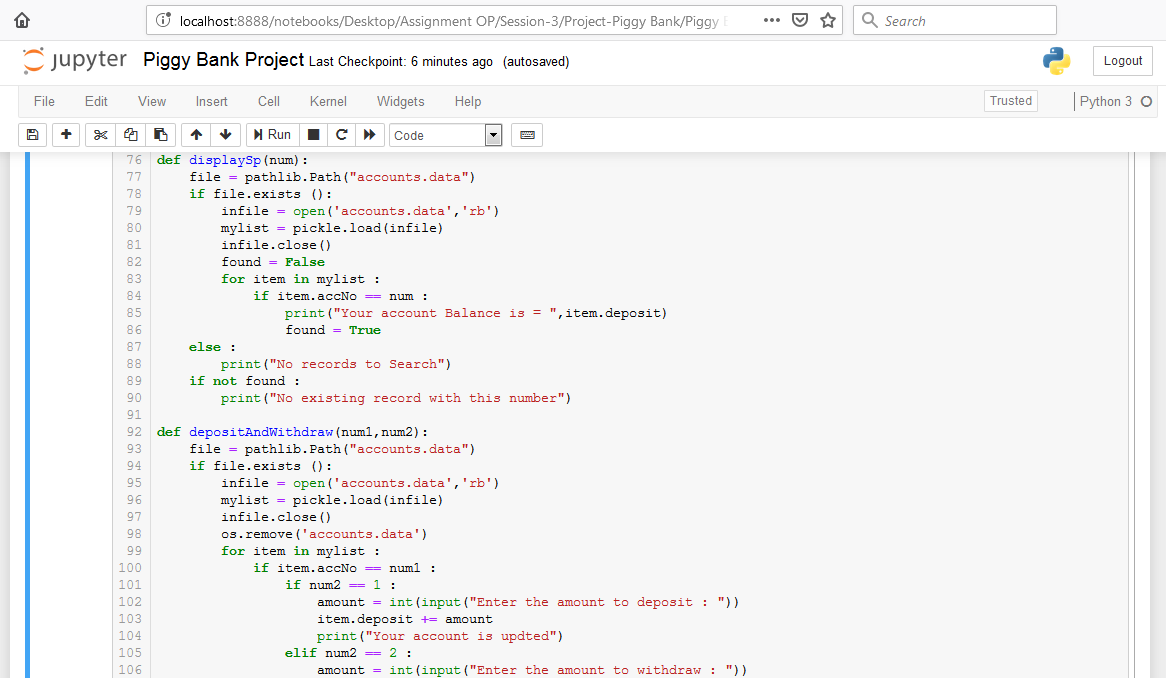 localhost:8888/notebooks/Desktop/Assignment OP/Session-3/Project-Piggy Bank/Piggy
Search
jupyter Piggy Bank Project Last Checkpoint: 6 minutes ago (autosaved)
Logout
File Edit View Insert Cell Kernel Widgets Help Trusted Python 3
Run Code
76 def displaySp(num):
77     file = pathlib.Path("accounts.data")
78     if file.exists ():
79         infile = open('accounts.data','rb')
80         mylist = pickle.load(infile)
81         infile.close()
82         found = False
83         for item in mylist :
84             if item.accNo == num :
85                 print("Your account Balance is = ",item.deposit)
86                 found = True
87     else :
88         print("No records to Search")
89     if not found :
90         print("No existing record with this number")
91
92 def depositAndWithdraw(num1,num2):
93     file = pathlib.Path("accounts.data")
94     if file.exists ():
95         infile = open('accounts.data','rb')
96         mylist = pickle.load(infile)
97         infile.close()
98         os.remove('accounts.data')
99         for item in mylist :
100             if item.accNo == num1 :
101                 if num2 == 1 :
102                     amount = int(input("Enter the amount to deposit : "))
103                     item.deposit += amount
104                     print("Your account is updted")
105                 elif num2 == 2 :
106                     amount = int(input("Enter the amount to withdraw : "))